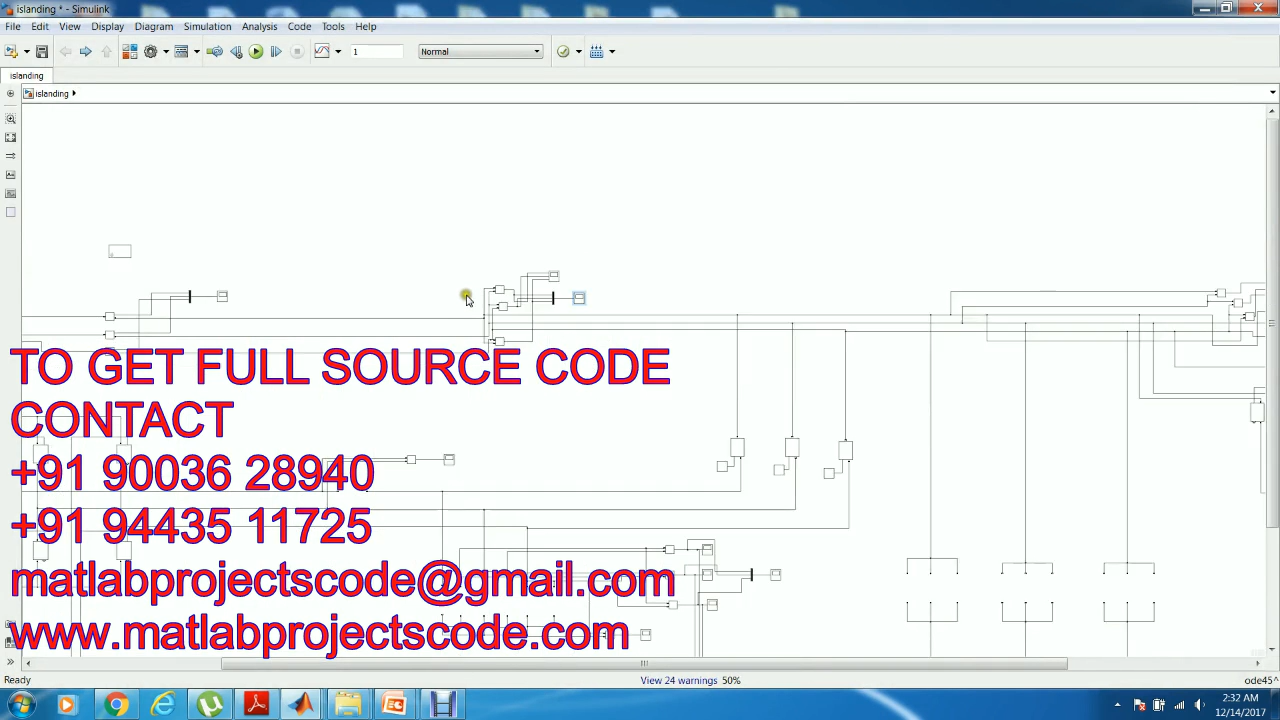 islanding * - Simulink
File Edit View Display Diagram Simulation Analysis Code Tools Help
1 Normal
islanding
islanding
TO GET FULL SOURCE CODE
CONTACT
+91 90036 28940
+91 94435 11725
matlabprojectscode@gmail.com
www.matlabprojectscode.com
Ready View 24 warnings 50% ode45
2:32 AM
12/14/2017